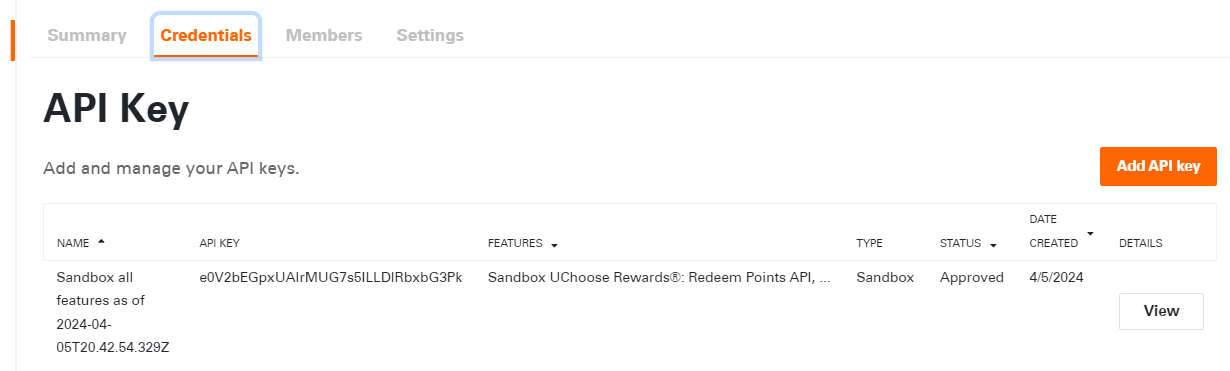 Summary Credentials Members Settings
API Key
Add and manage your API keys.
Add API key
NAME API KEY FEATURES TYPE STATUS DATE CREATED DETAILS
Sandbox all e0V2bEGpxUAIrMUG7s5ILLDIRbxbG3Pk Sandbox UChoose Rewards®: Redeem Points API, ... Sandbox Approved 4/5/2024
features as of
2024-04-
05T20.42.54.329Z
View